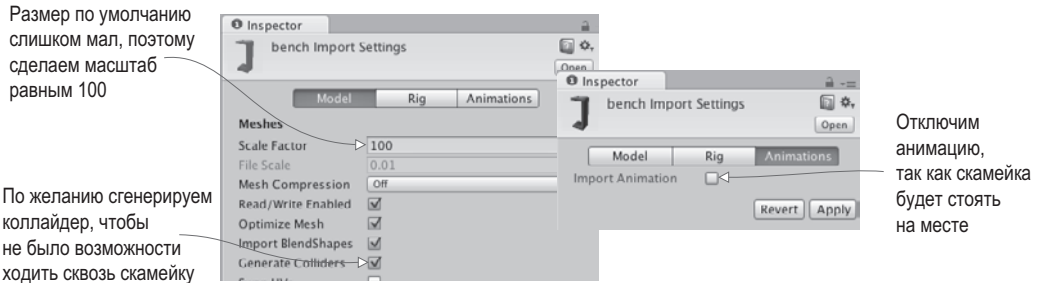 Размер по умолчанию
слишком мал, поэтому
сделаем масштаб
равным 100
По желанию сгенерируем
коллайдер, чтобы
не было возможности
ходить сквозь скамейку
Inspector
bench Import Settings
Open
Model Rig Animations
Meshes
Scale Factor 100
File Scale 0.01
Mesh Compression Off
Read/Write Enabled
Optimize Mesh
Import BlendShapes
Generate Colliders
Inspector
bench Import Settings
Open
Model Rig Animations
Import Animation
Revert Apply
Отключим
анимацию,
так как скамейка
будет стоять
на месте